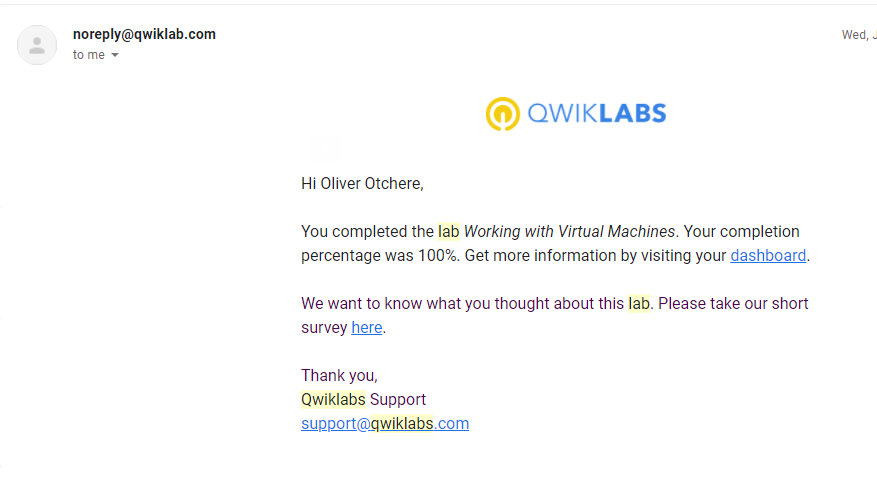 noreply@qwiklab.com
Wed, J
to me
QWIKLABS
Hi Oliver Otchere,
You completed the lab Working with Virtual Machines. Your completion
percentage was 100%. Get more information by visiting your dashboard.
We want to know what you thought about this lab. Please take our short
survey here.
Thank you,
Qwiklabs Support
support@qwiklabs.com